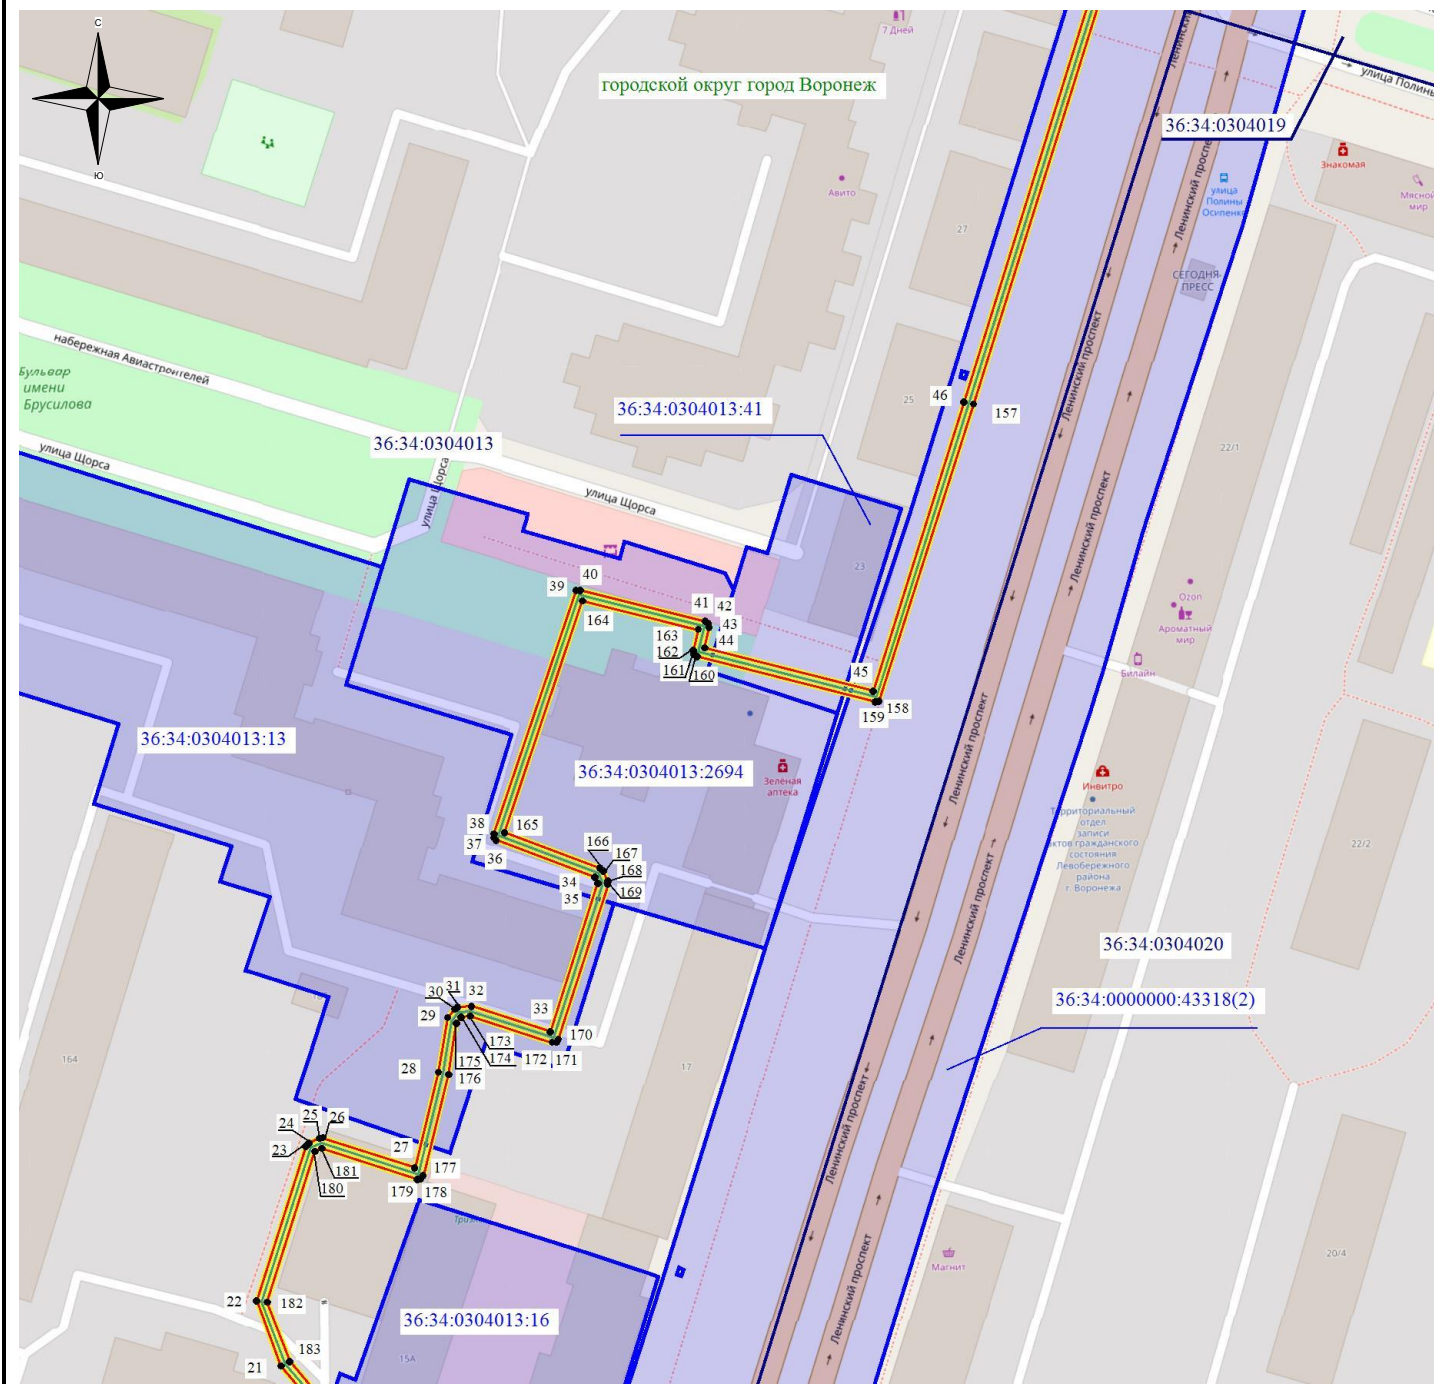 С
Ю
7 Дней
городской округ город Воронеж
улица Полины
36:34:0304019
Знакомая
Мясной
мир
Авито
улица
Полины
Осипенко
27
СЕГОДНЯ-
ПРЕСС
Ленинский проспект
Ленинский проспект
Ленинский проспект
набережная Авиастроителей
Бульвар
имени
Брусилова
46
157
25
36:34:0304013:41
36:34:0304013
22/1
улица Щорса
улица Щорса
улица Щорса
Ленинский проспект
23
39
40
41
42
43
44
164
163
162
161
160
45
158
159
Ozon
Ароматный
мир
Билайн
36:34:0304013:13
36:34:0304013:2694
Зелёная
аптека
Ленинский проспект
Инвитро
Территориальный
отдел
записи
актов гражданского
состояния
Левобережного
района
г. Воронежа
22/2
38
37
36
165
166
167
168
169
34
35
Ленинский проспект
36:34:0304020
36:34:0000000:43318(2)
30
31
32
29
33
170
171
172
173
174
175
176
28
164
17
Ленинский проспект
24
25
26
23
27
181
180
177
178
179
Ленинский проспект
Магнит
20/4
Ленинский проспект
22
182
183
21
36:34:0304013:16
15А